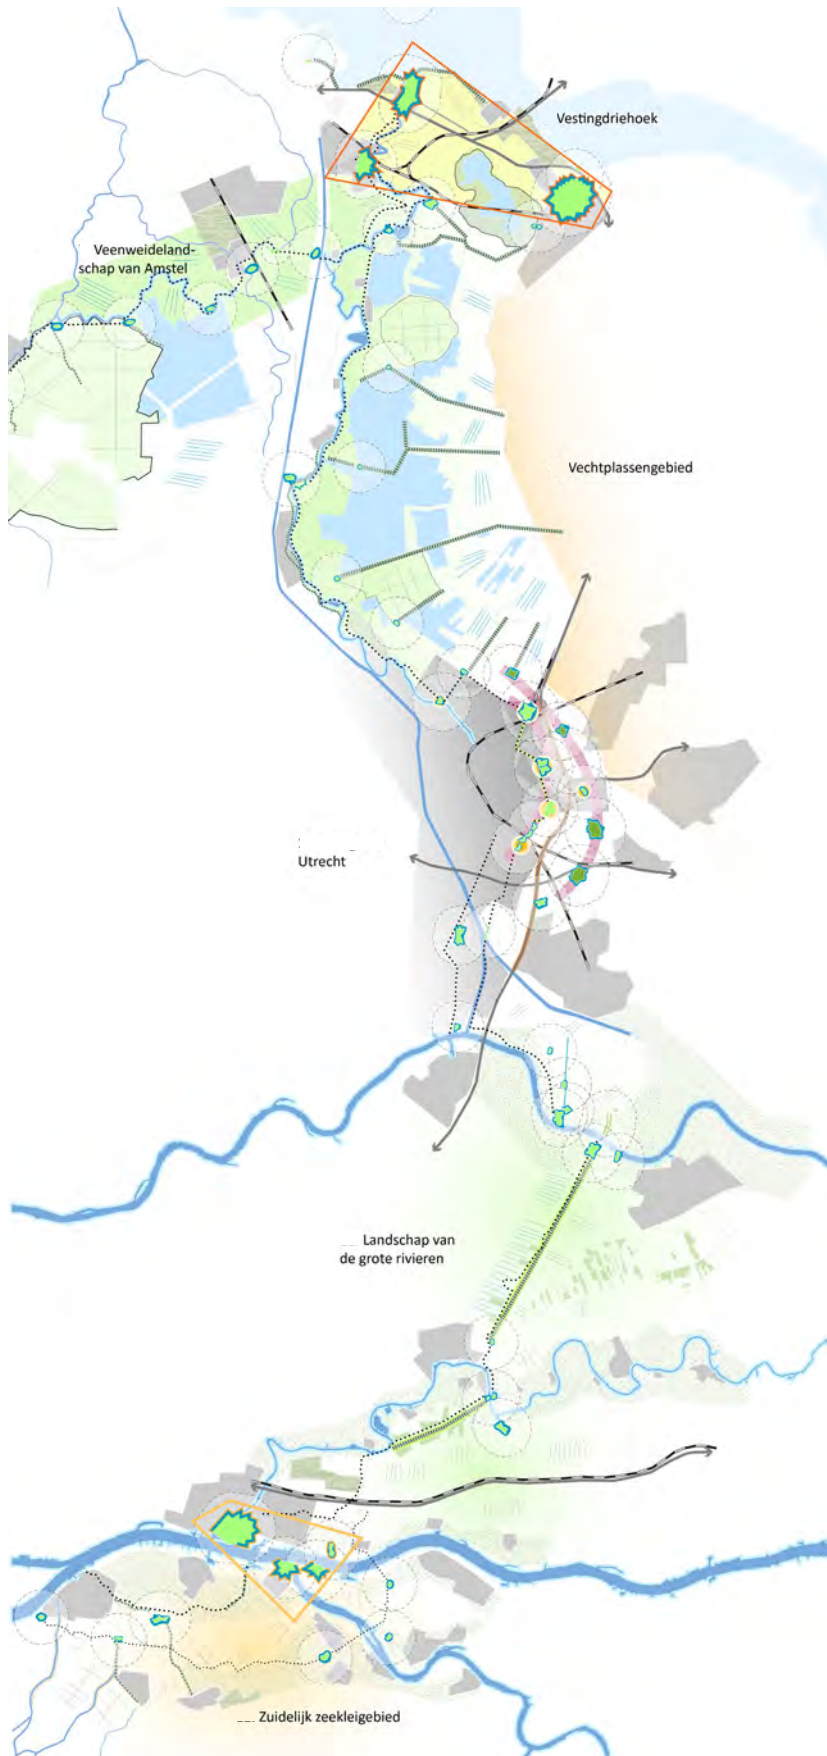 Vestingdriehoek
Veenweideland-
schap van Amstel
Vechtplassengebied
Utrecht
Landschap van
de grote rivieren
Zuidelijk zeekleigebied